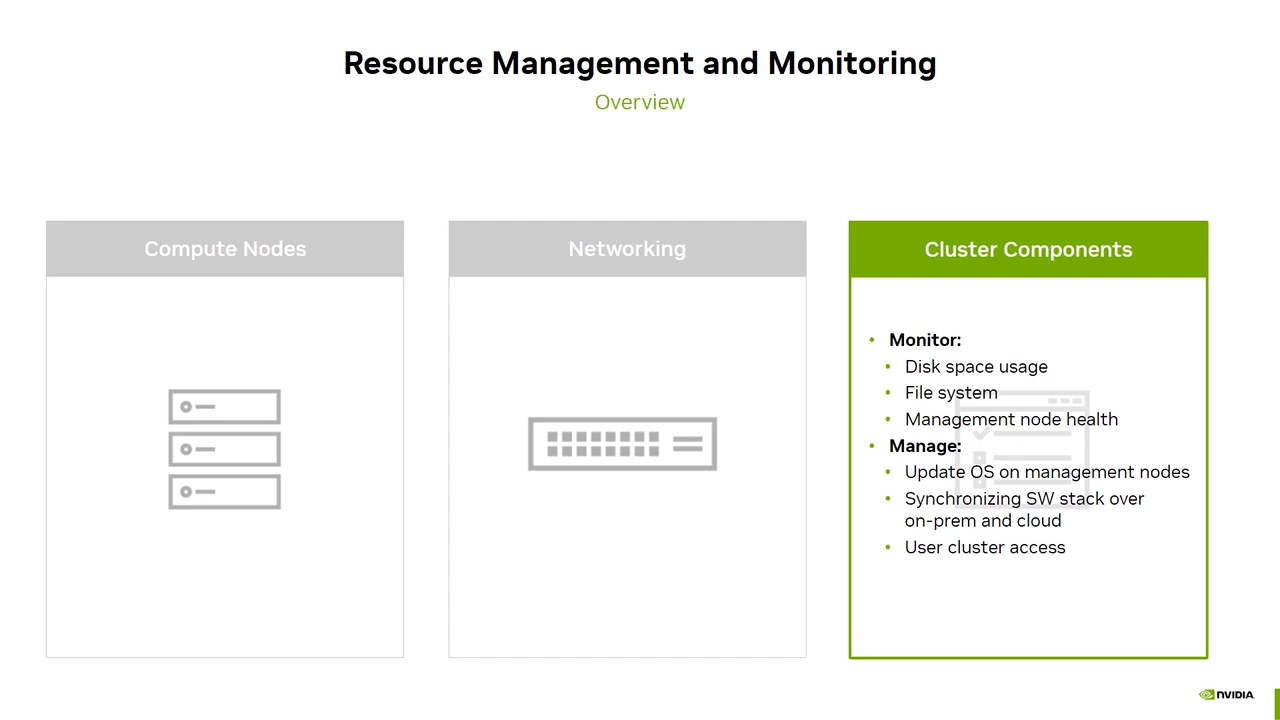 Resource Management and Monitoring
Overview
Compute Nodes
Networking
Cluster Components
• Monitor:
• Disk space usage
• File system
• Management node health
• Manage:
• Update OS on management nodes
• Synchronizing SW stack over
on-prem and cloud
• User cluster access
NVIDIA.